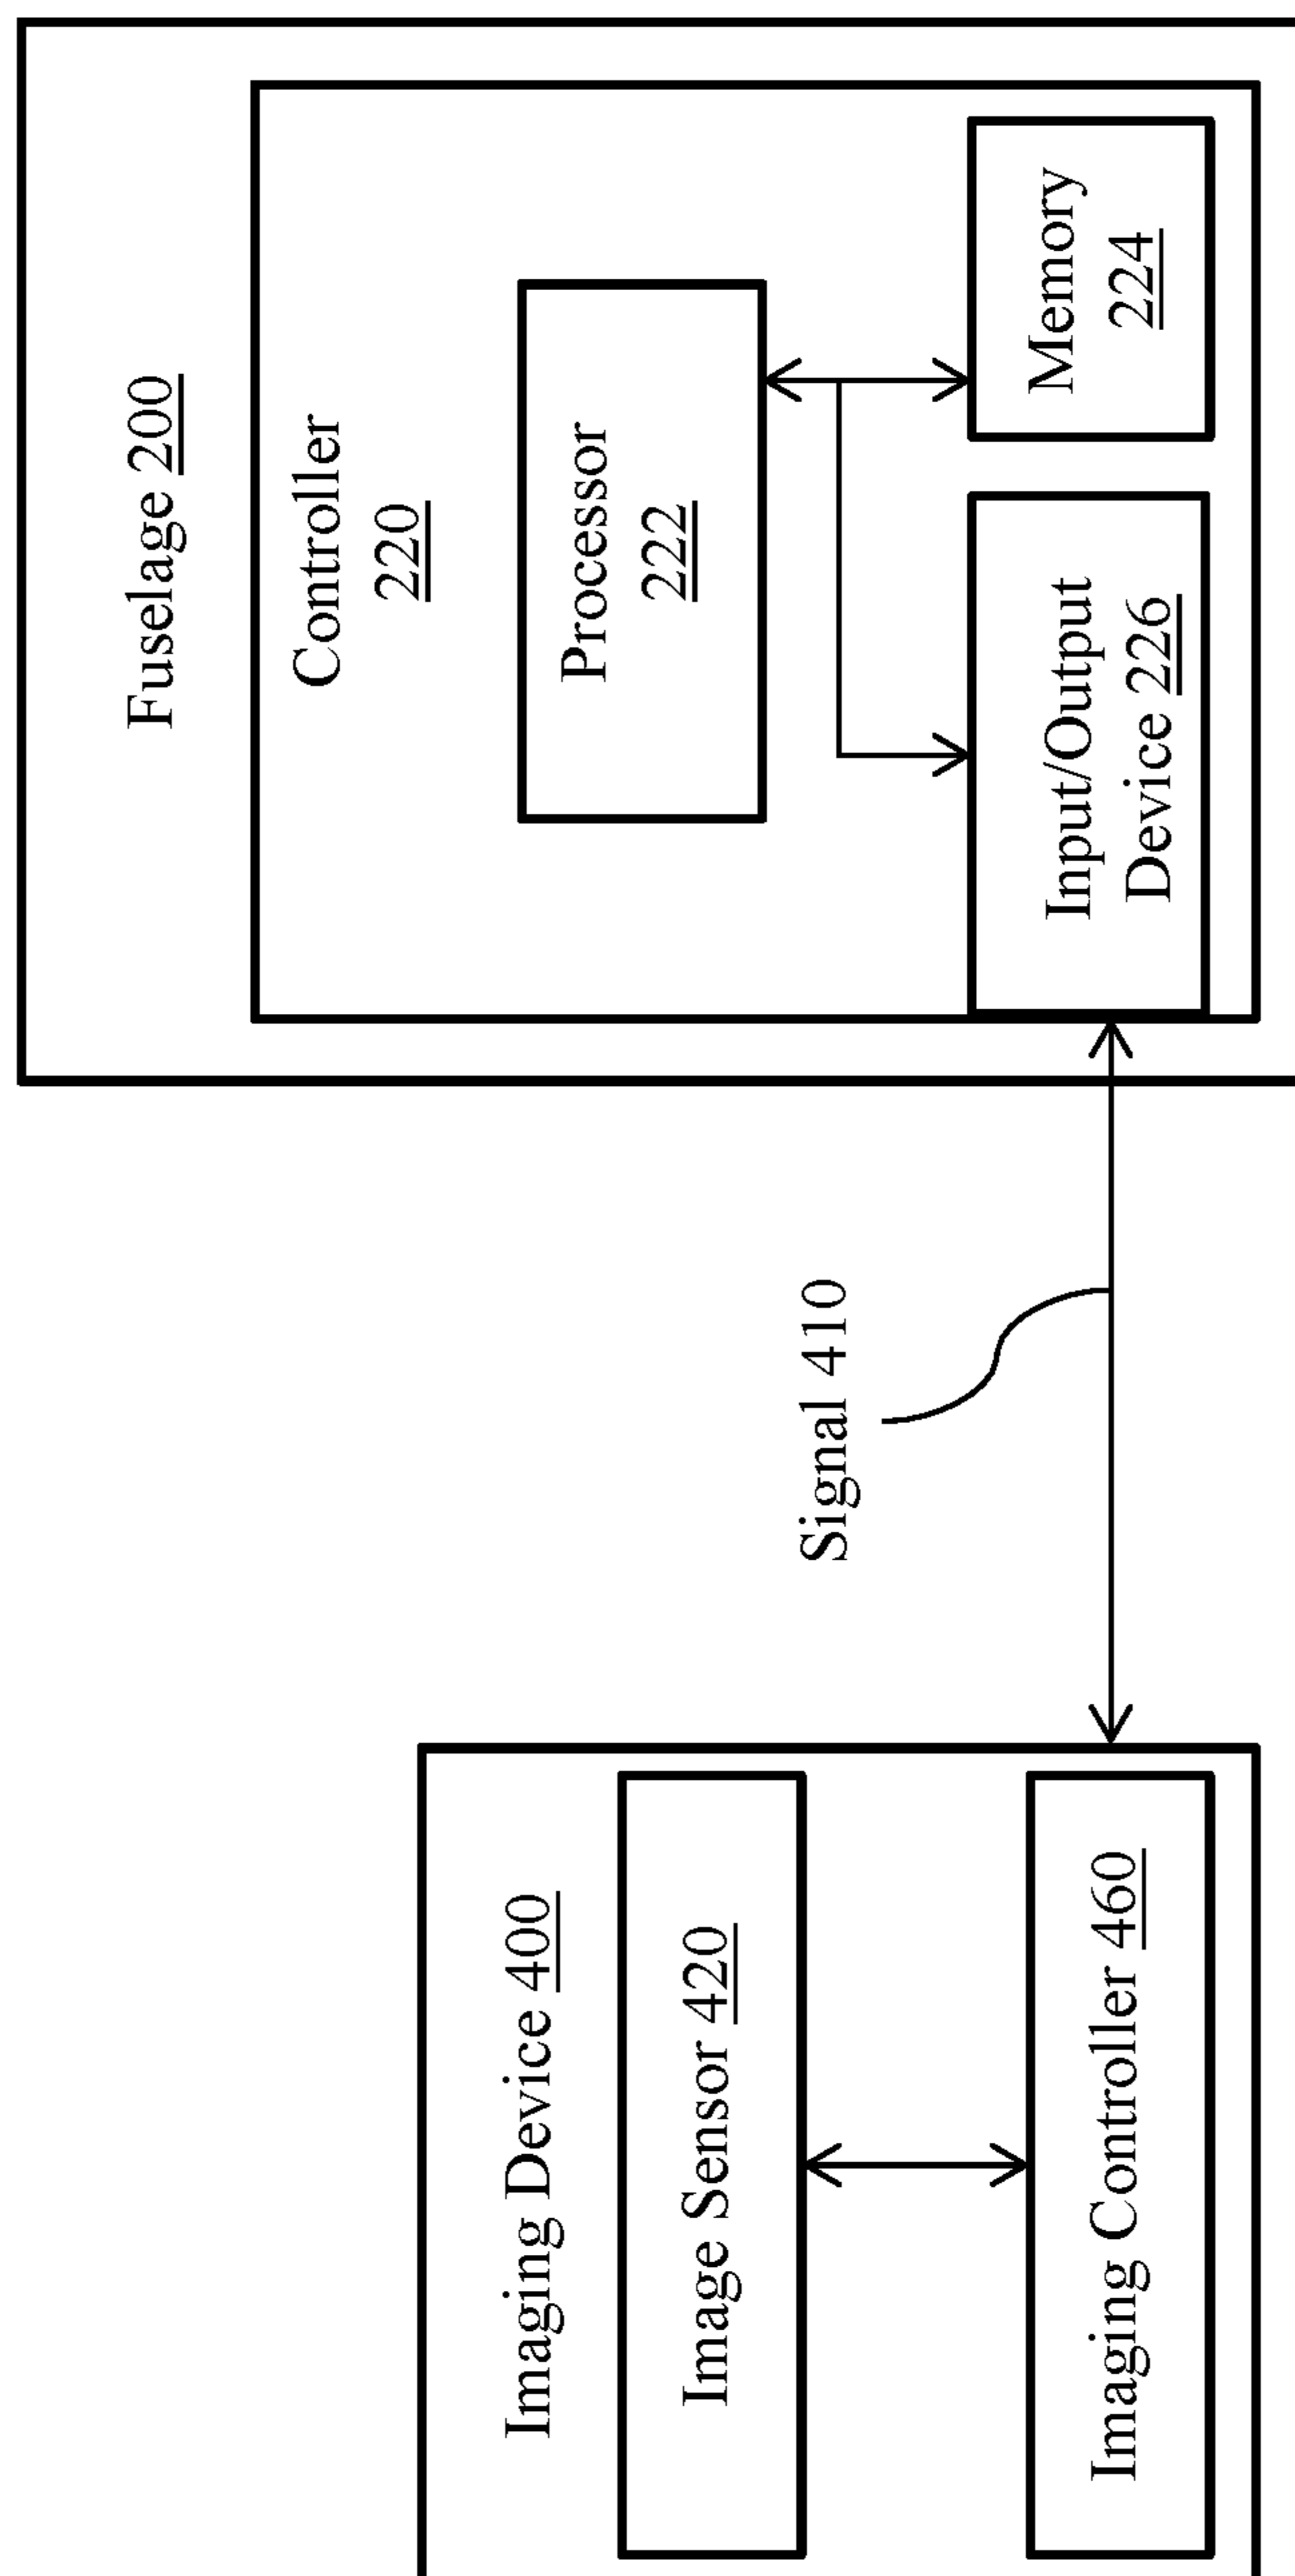 Imaging Device 400
Image Sensor 420
Imaging Controller 460
Signal 410
Fuselage 200
Controller
220
Processor
222
Input/Output
Device 226
Memory
224